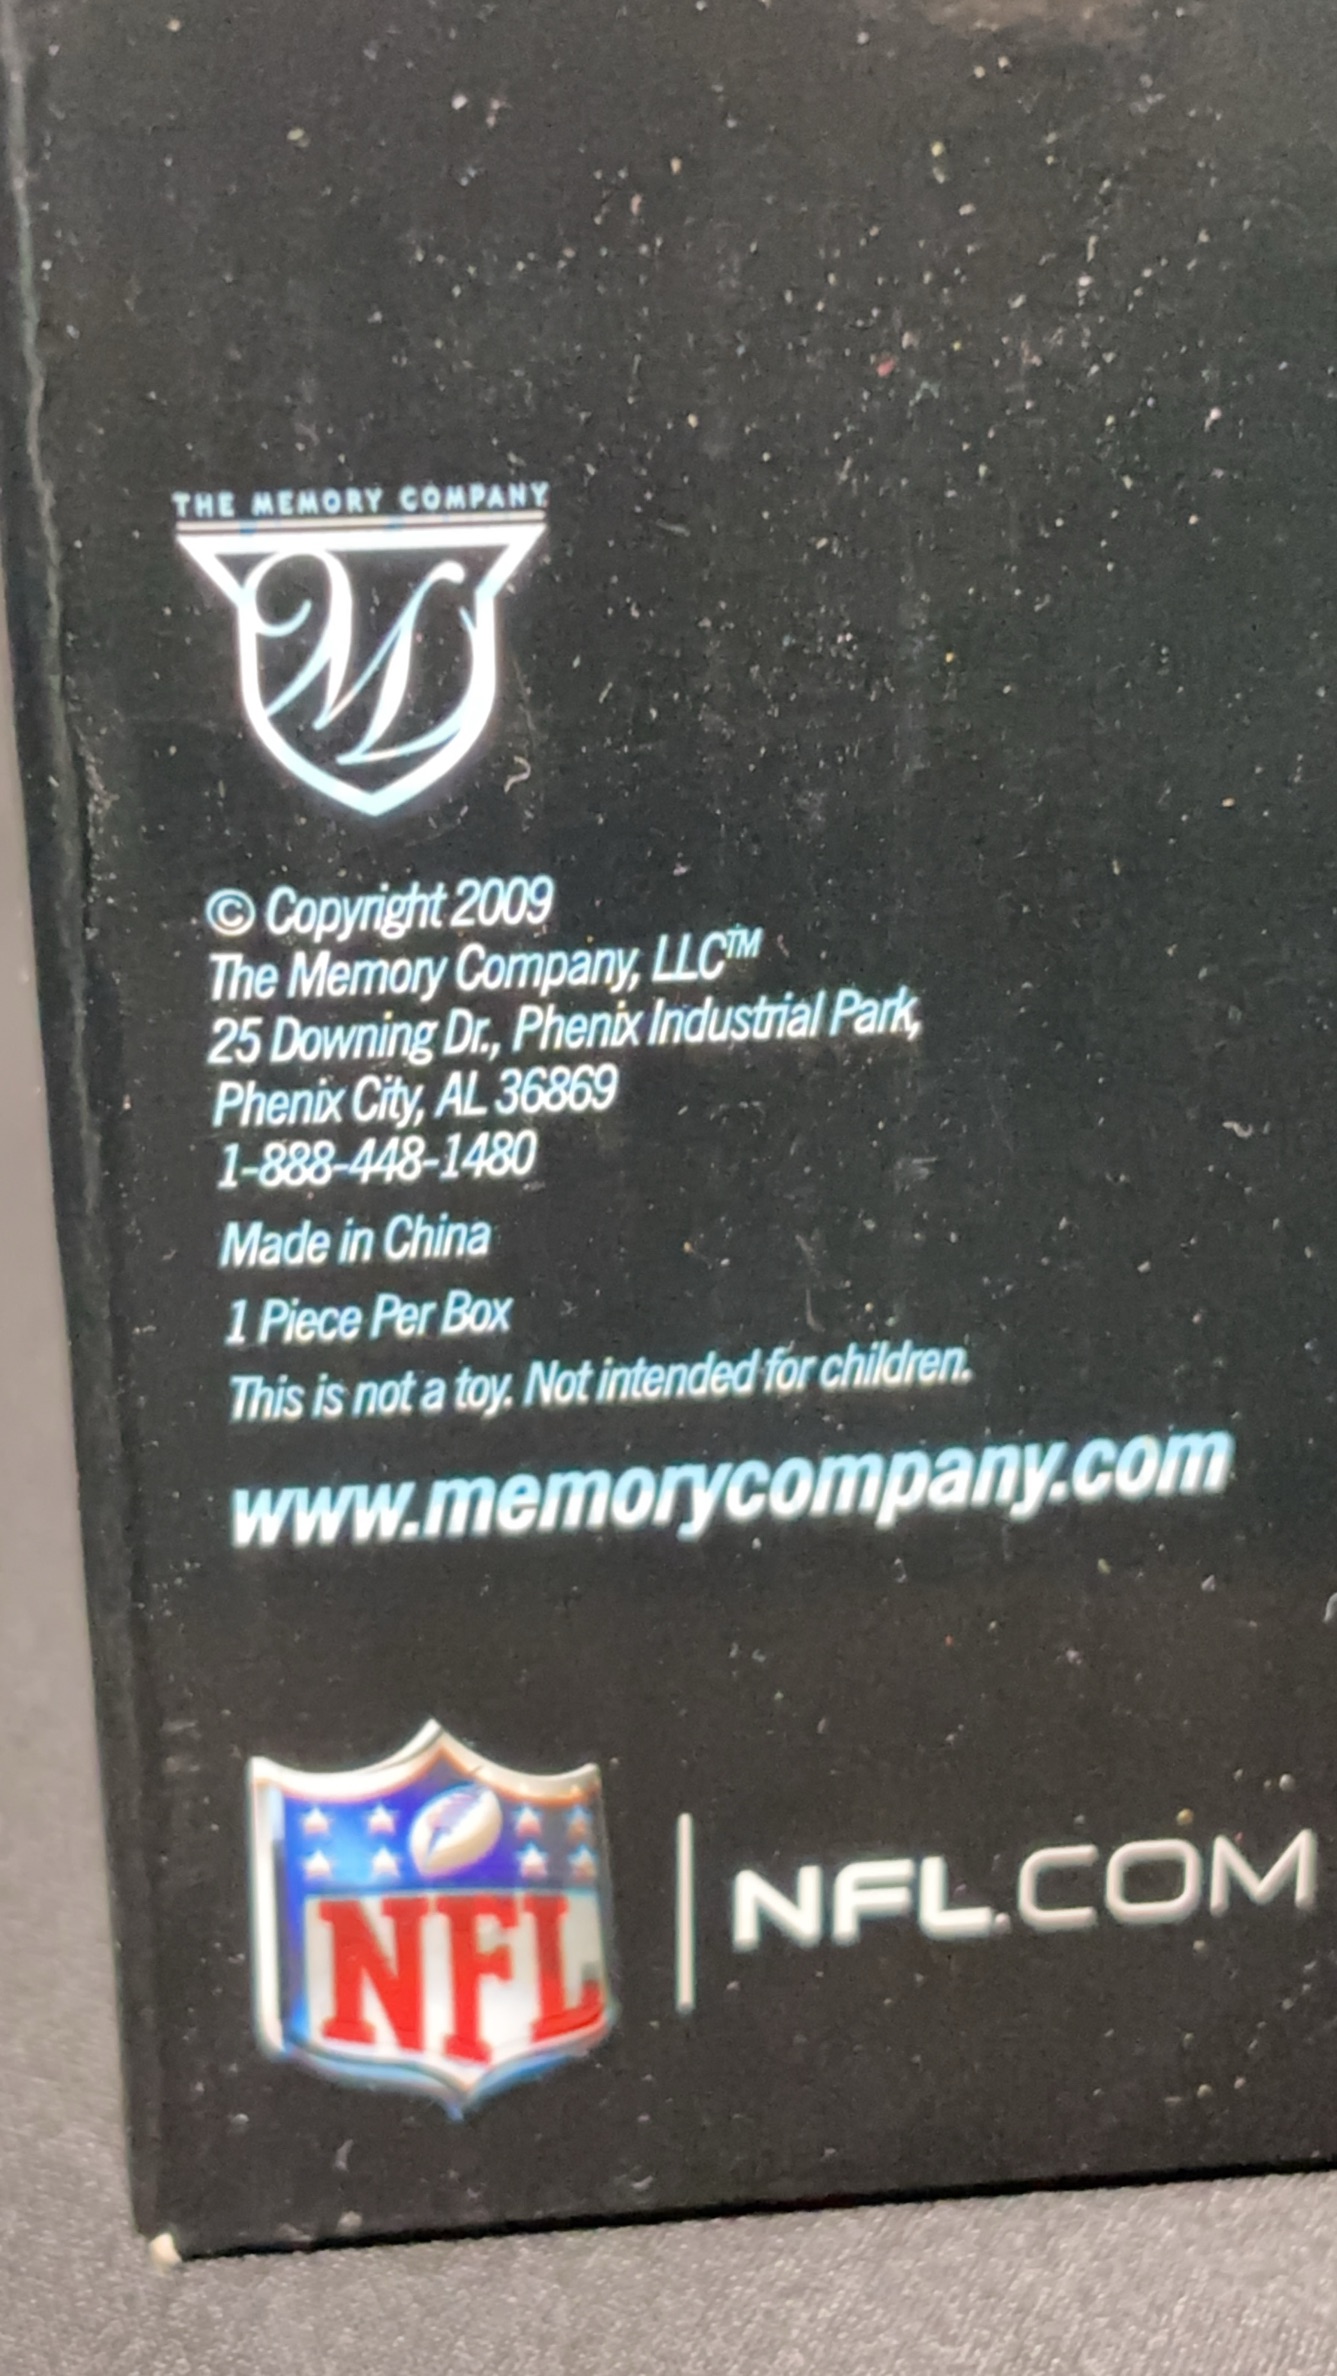 THE MEMORY COMPANY
M
© Copyright 2009
The Memory Company, LLC™
25 Downing Dr., Phenix Industrial Park,
Phenix City, AL 36869
1-888-448-1480
Made in China
1 Piece Per Box
This is not a toy. Not intended for children.
www.memorycompany.com
NFL | NFL.COM